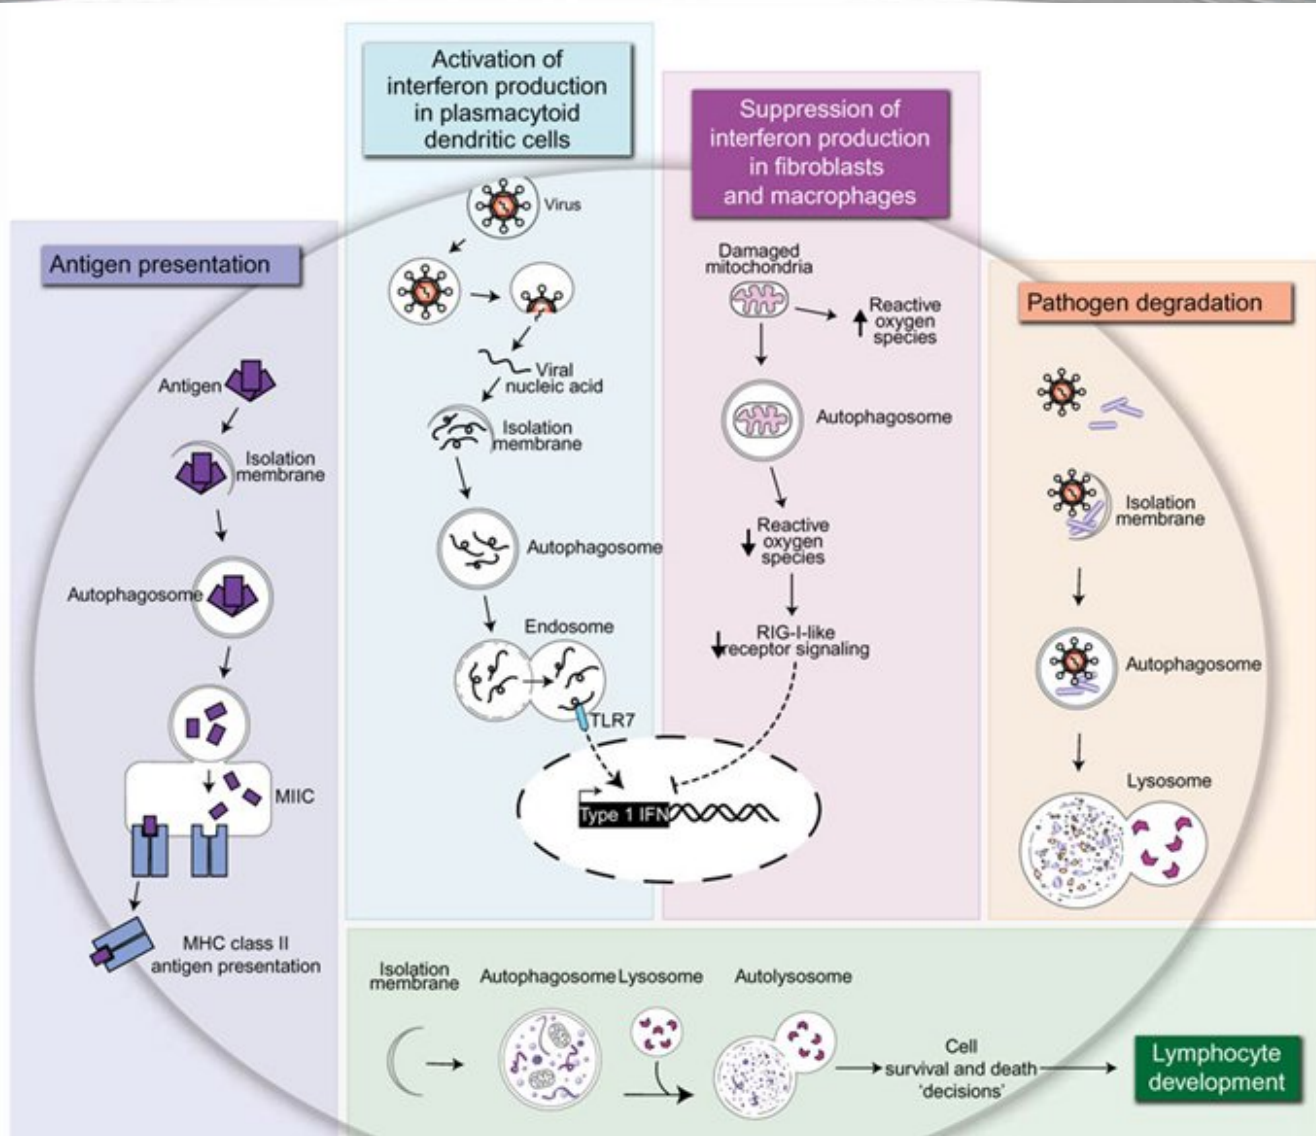 Activation of
interferon production
in plasmacytoid
dendritic cells
Suppression of
interferon production
in fibroblasts
and macrophages
Antigen presentation
Pathogen degradation
Antigen
Isolation
membrane
Autophagosome
MIIC
MHC class II
antigen presentation
Virus
Viral
nucleic acid
Isolation
membrane
Autophagosome
Endosome
TLR7
Type 1 IFN
Damaged
mitochondria
Reactive
oxygen
species
Autophagosome
Reactive
oxygen
species
RIG-I-like
receptor signaling
Isolation
membrane
Autophagosome
Lysosome
Isolation
membrane
Autophagosome
Lysosome
Autolysosome
Cell
survival and death
‘decisions’
Lymphocyte
development